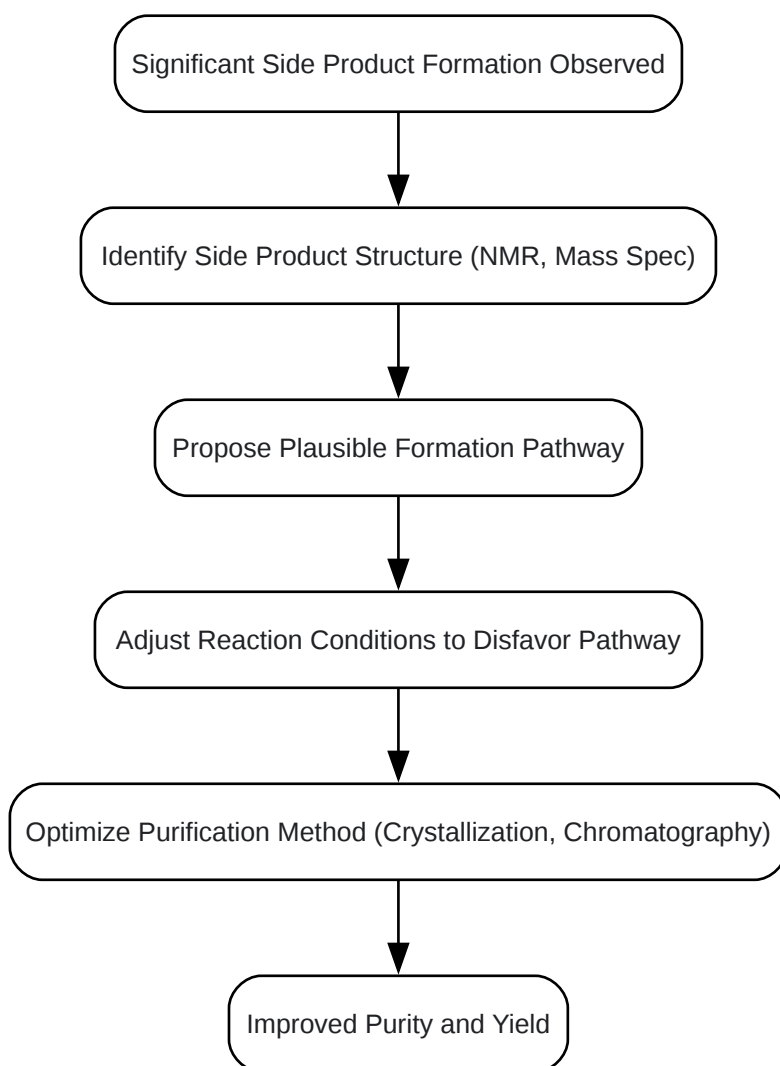 Significant Side Product Formation Observed
Identify Side Product Structure (NMR, Mass Spec)
Propose Plausible Formation Pathway
Adjust Reaction Conditions to Disfavor Pathway
Optimize Purification Method (Crystallization, Chromatography)
Improved Purity and Yield